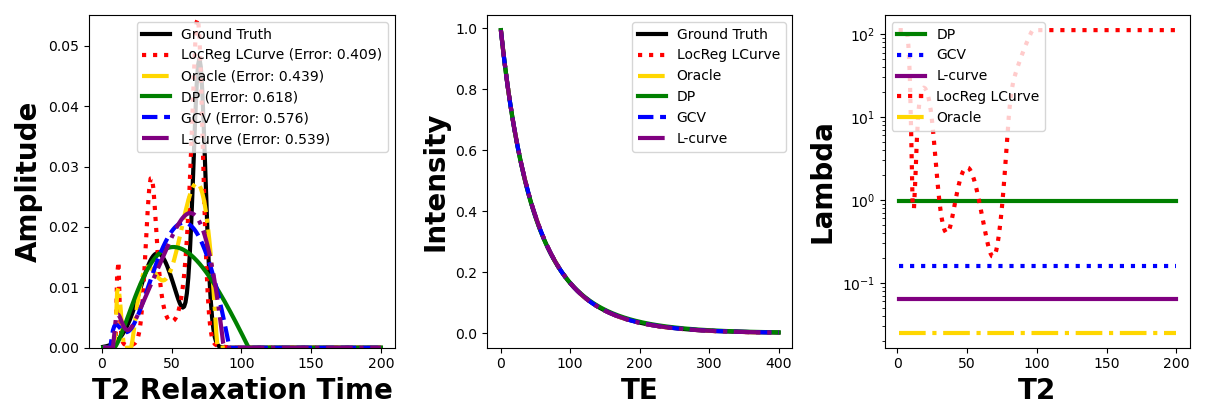 Amplitude
0.05
0.04
0.03
0.02
0.01
0.00
Ground Truth
LocReg LCurve (Error: 0.409)
Oracle (Error: 0.439)
DP (Error: 0.618)
GCV (Error: 0.576)
L-curve (Error: 0.539)
0 50 100 150 200
T2 Relaxation Time
Intensity
1.0
0.8
0.6
0.4
0.2
0.0
Ground Truth
LocReg LCurve
Oracle
DP
GCV
L-curve
0 100 200 300 400
TE
Lambda
10²
10¹
10⁰
10⁻¹
DP
GCV
L-curve
LocReg LCurve
Oracle
0 50 100 150 200
T2